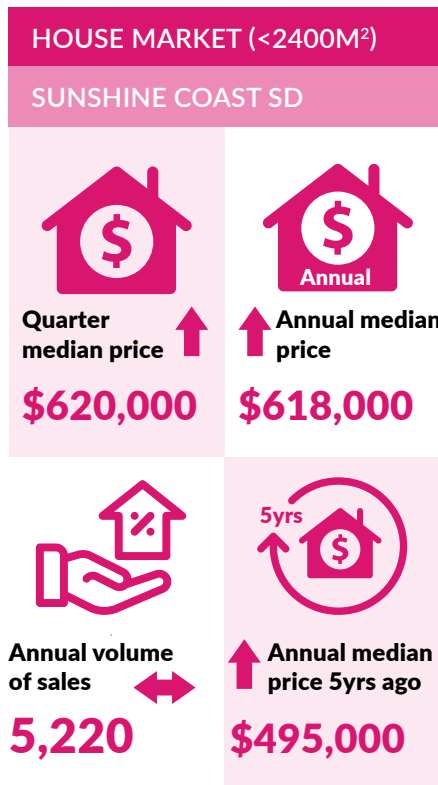 HOUSE MARKET (<2400M²)
SUNSHINE COAST SD
$
Quarter
median price
$620,000
$
Annual
Annual median
price
$618,000
%
Annual volume
of sales
5,220
5yrs
$
Annual median
price 5yrs ago
$495,000